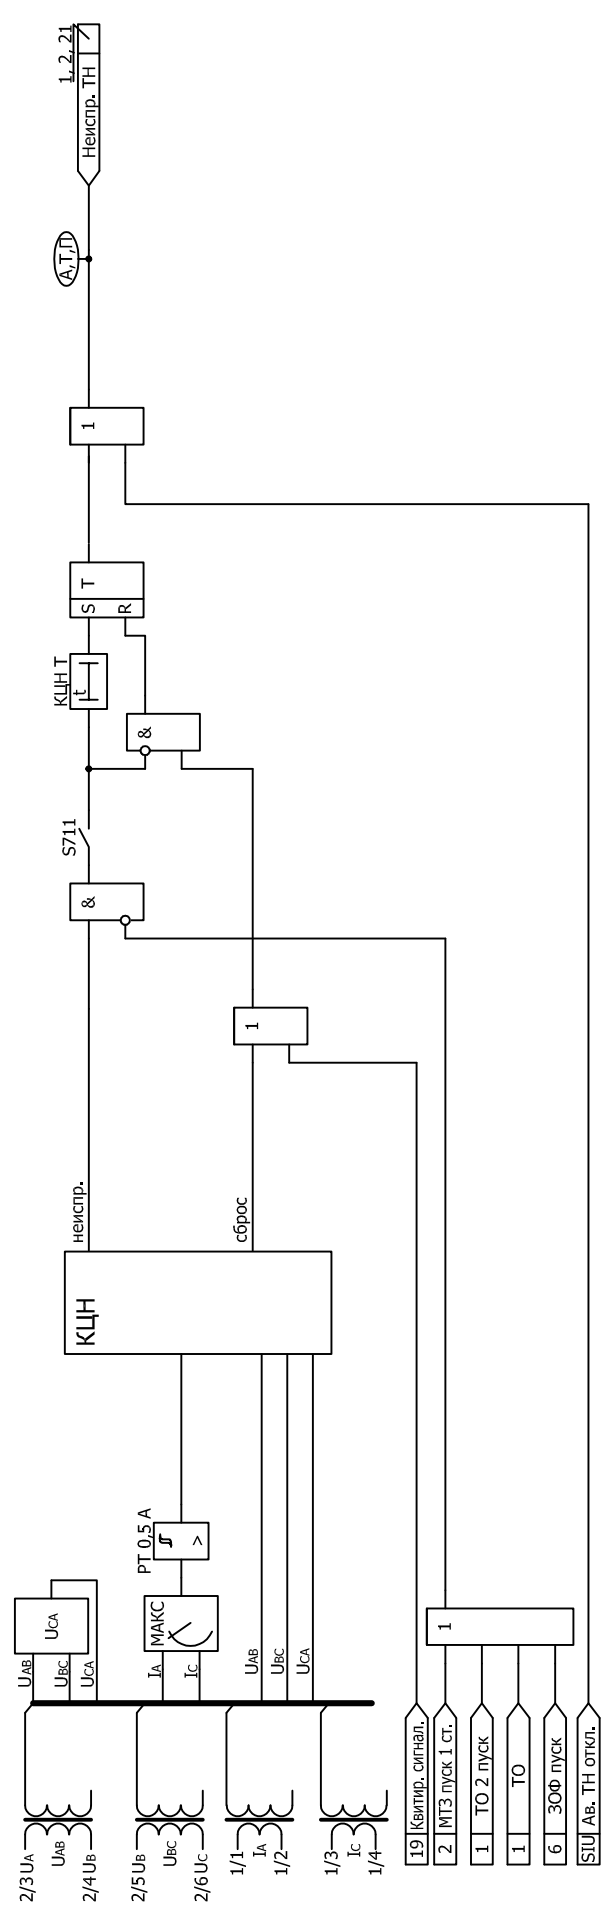 2/3 UA
UAB
2/4 UB
2/5 UB
UBC
2/6 UC
1/1
IA
1/2
1/3
IC
1/4
19 Квитир. сигнал.
2 МТЗ пуск 1 ст.
1 ТО 2 пуск
1 ТО
6 ЗОФ пуск
SIU Ав. ТН откл.
UAB
UBC
UCA
UCA
IA
IC
МАКС
РТ 0,5 А
>
UAB
UBC
UCA
1
КЦН
неиспр.
сброс
1
&
S711
&
КЦН Т
t
S
R
T
1
А,Т,П
Неиспр. ТН
1, 2, 21